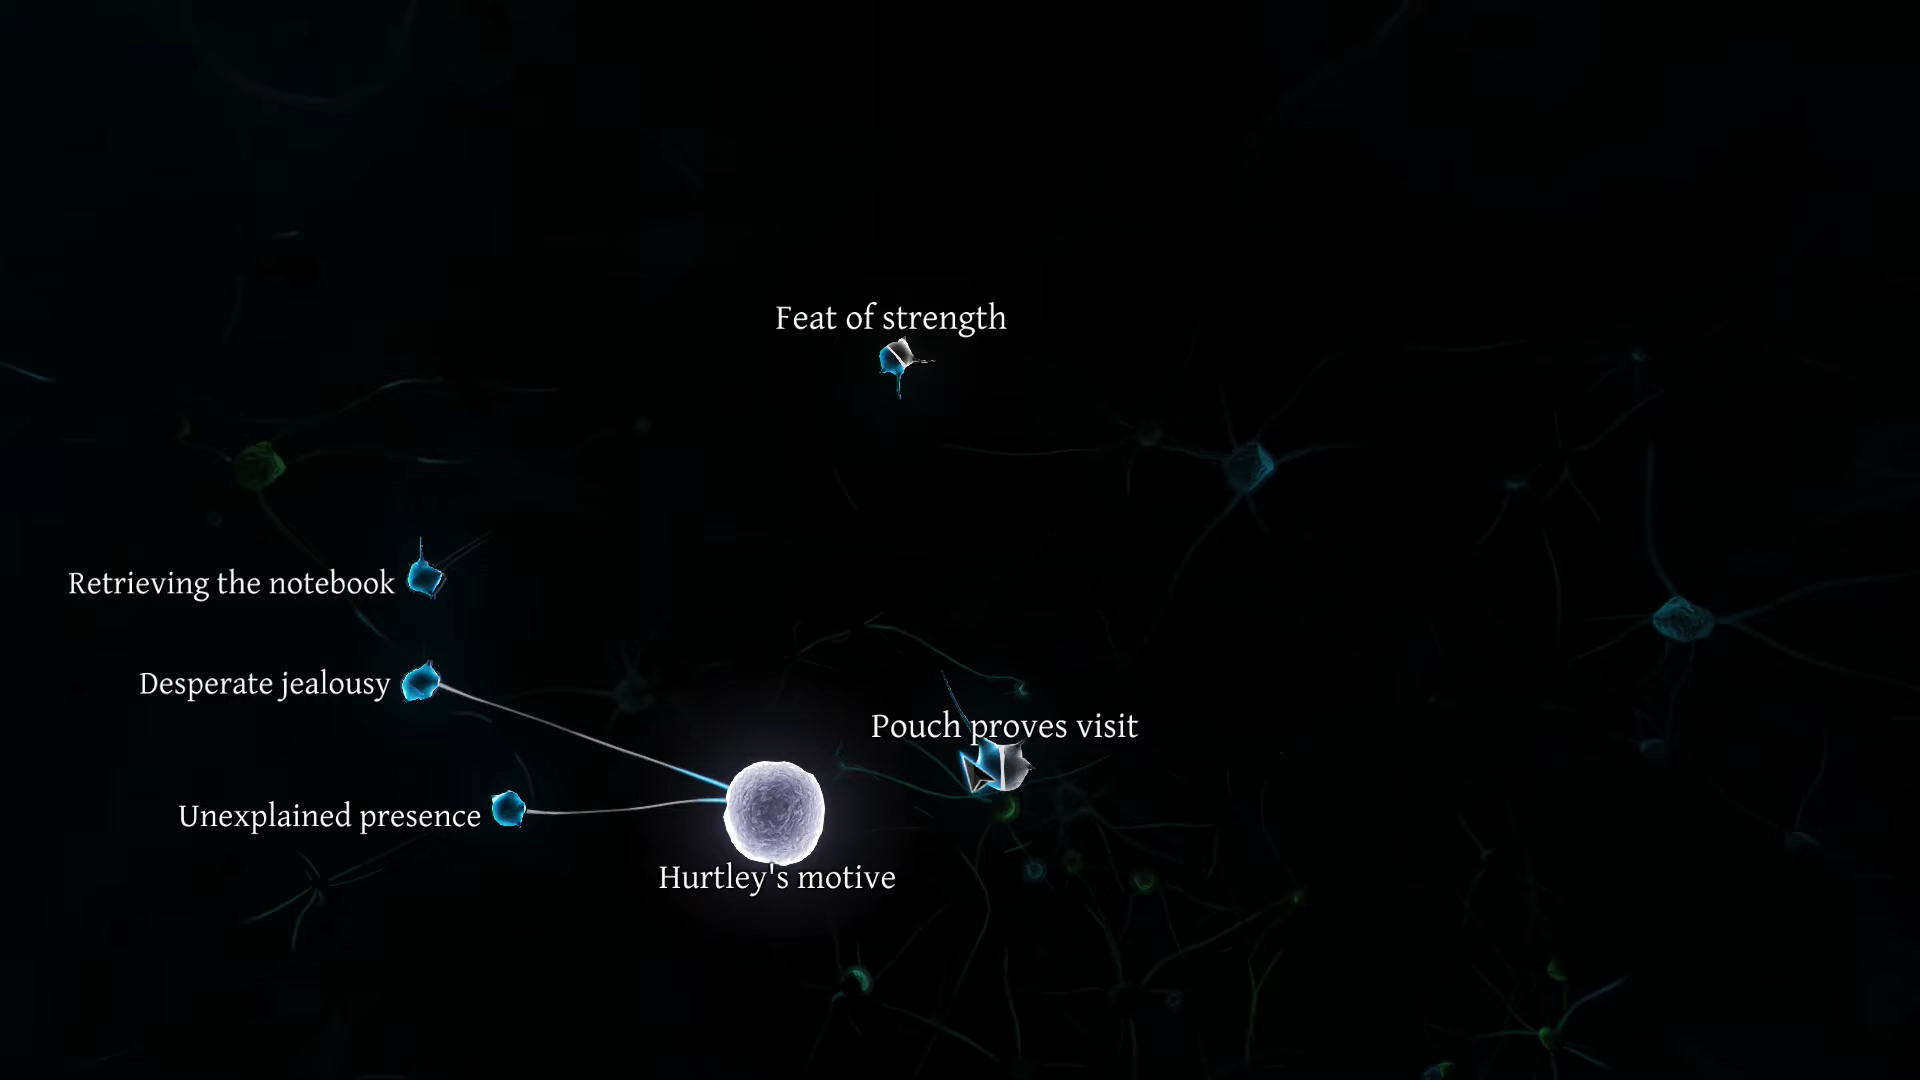 Feat of strength
Retrieving the notebook
Desperate jealousy
Pouch proves visit
Unexplained presence
Hurtley's motive